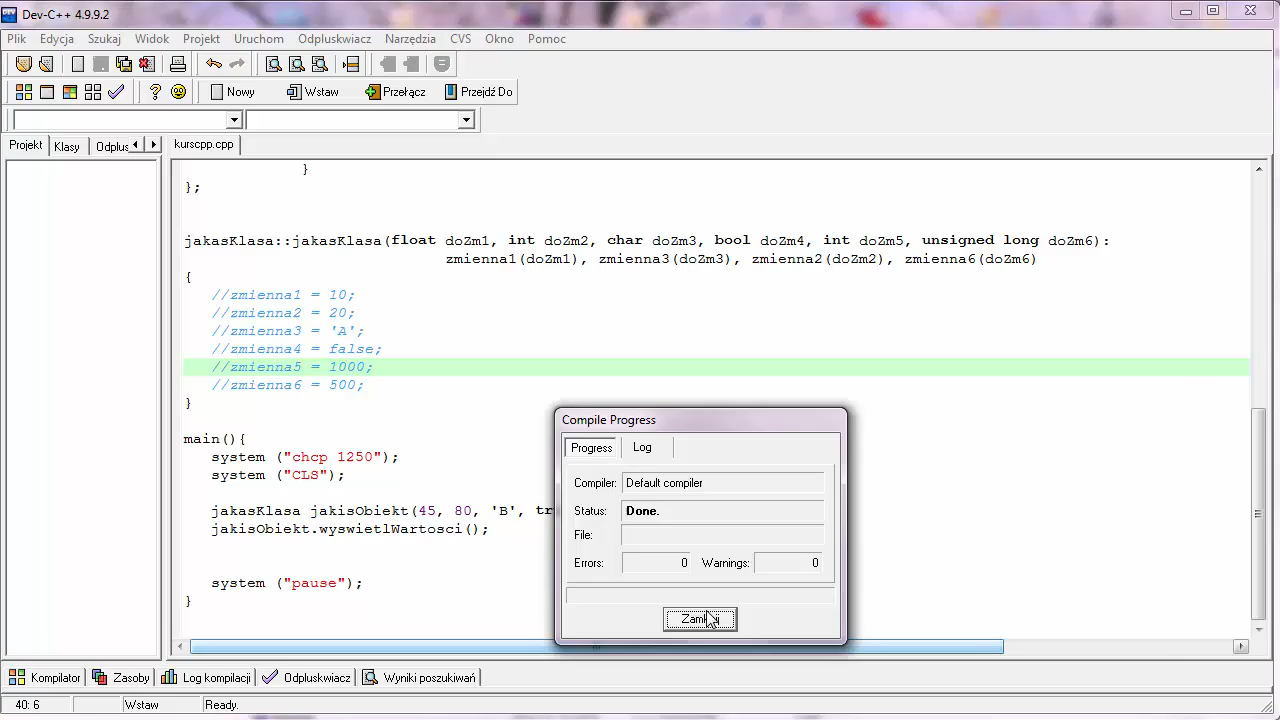 Dev-C++ 4.9.9.2
Plik Edycja Szukaj Widok Projekt Uruchom Odpluskwiacz Narzędzia CVS Okno Pomoc
Nowy Wstaw Przełącz Przejdź Do
Projekt Klasy Odplus kurscpp.cpp
}
};
jakasKlasa::jakasKlasa(float doZm1, int doZm2, char doZm3, bool doZm4, int doZm5, unsigned long doZm6):
zmienna1(doZm1), zmienna3(doZm3), zmienna2(doZm2), zmienna6(doZm6)
{
//zmienna1 = 10;
//zmienna2 = 20;
//zmienna3 = 'A';
//zmienna4 = false;
//zmienna5 = 1000;
//zmienna6 = 500;
}
main(){
system ("chcp 1250");
system ("CLS");
jakasKlasa jakisObiekt(45, 80, 'B', tr
jakisObiekt.wyswietlWartosci();
system ("pause");
}
Compile Progress
Progress Log
Compiler: Default compiler
Status: Done.
File:
Errors: 0 Warnings: 0
Kompilator Zasoby Log kompilacji Odpluskwiacz Wyniki poszukiwań
40: 6 Wstaw Ready.